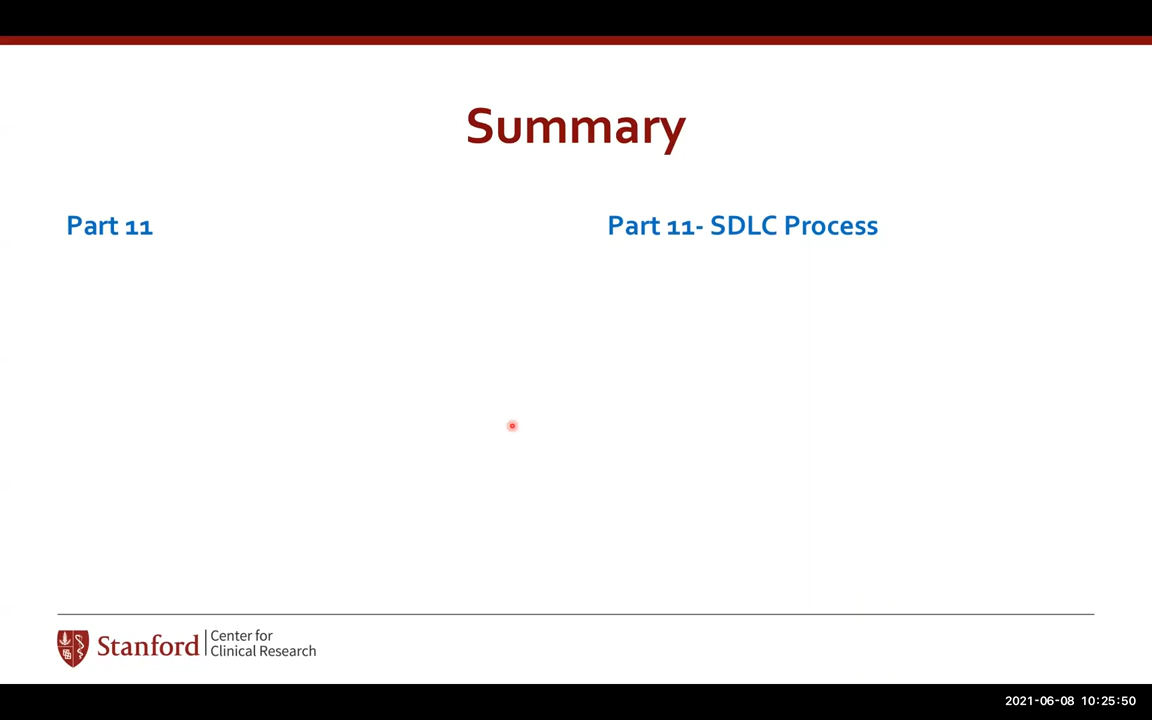 Summary
Part 11
Part 11- SDLC Process
Stanford
Center for
Clinical Research
2021-06-08 10:25:50